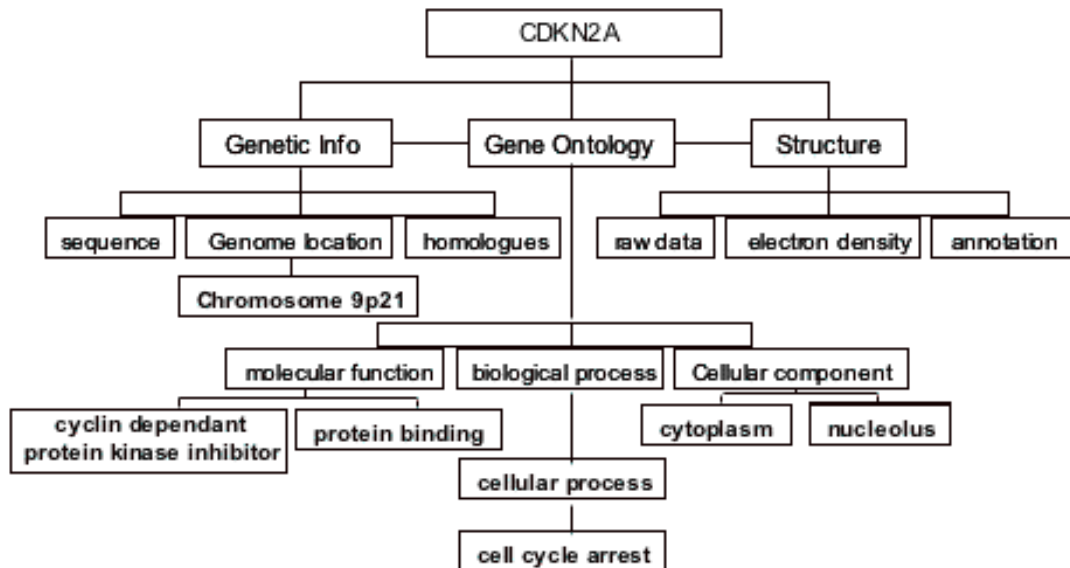 CDKN2A
Genetic Info
Gene Ontology
Structure
sequence
Genome location
homologues
raw data
electron density
annotation
Chromosome 9p21
molecular function
biological process
Cellular component
cyclin dependant
protein kinase inhibitor
protein binding
cytoplasm
nucleolus
cellular process
cell cycle arrest